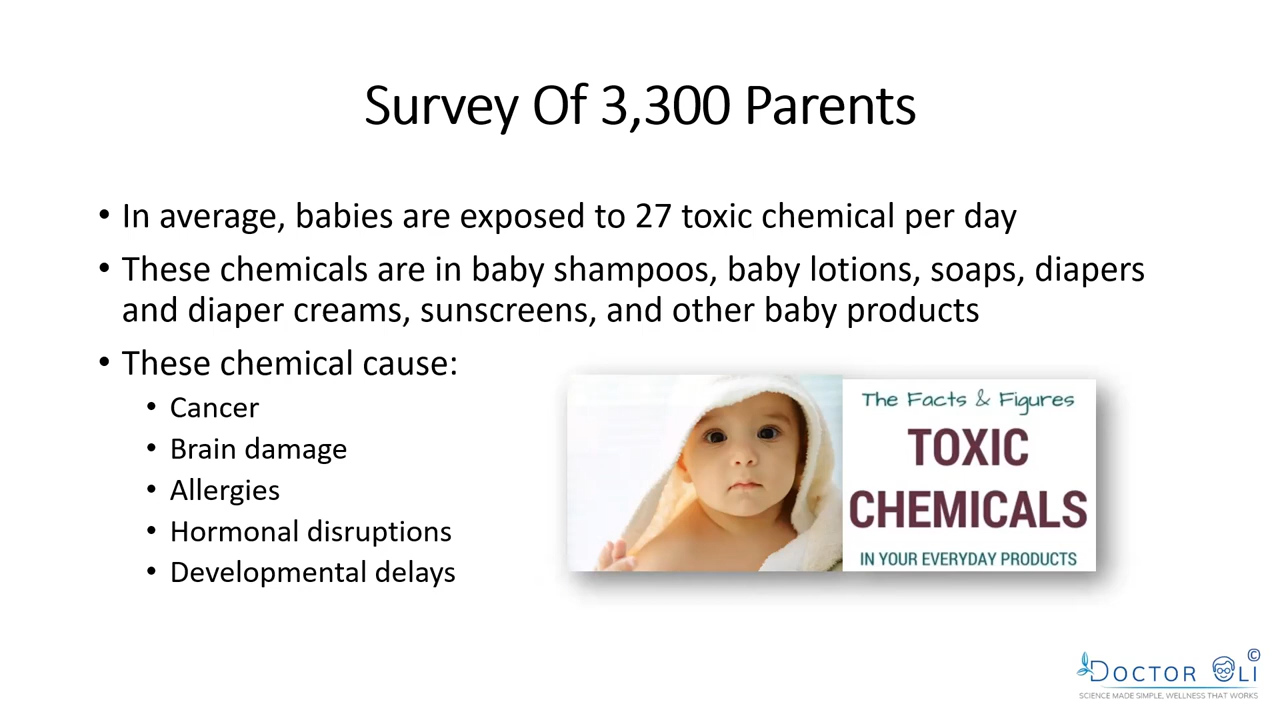 Survey Of 3,300 Parents
• In average, babies are exposed to 27 toxic chemical per day
• These chemicals are in baby shampoos, baby lotions, soaps, diapers
and diaper creams, sunscreens, and other baby products
• These chemical cause:
• Cancer
• Brain damage
• Allergies
• Hormonal disruptions
• Developmental delays
The Facts & Figures
TOXIC
CHEMICALS
IN YOUR EVERYDAY PRODUCTS
DOCTOR OLI ©
SCIENCE MADE SIMPLE, WELLNESS THAT WORKS